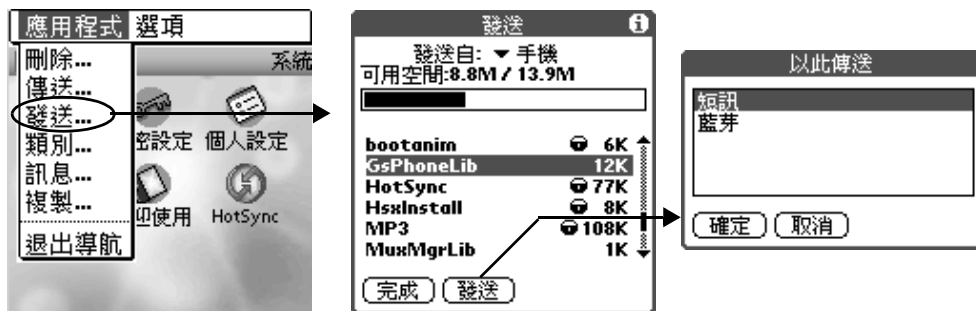 應用程式 選項
刪除...
傳送...
發送...
類別...
訊息...
複製...
退出導航
系統
密設定 個人設定
卬使用 HotSync
發送
發送自: 手機
可用空間:8.8M / 13.9M
bootanim 6K
GsPhoneLib 12K
HotSync 77K
HsxInstall 8K
MP3 108K
MuxMgrLib 1K
完成 發送
以此傳送
短訊
藍芽
確定 取消